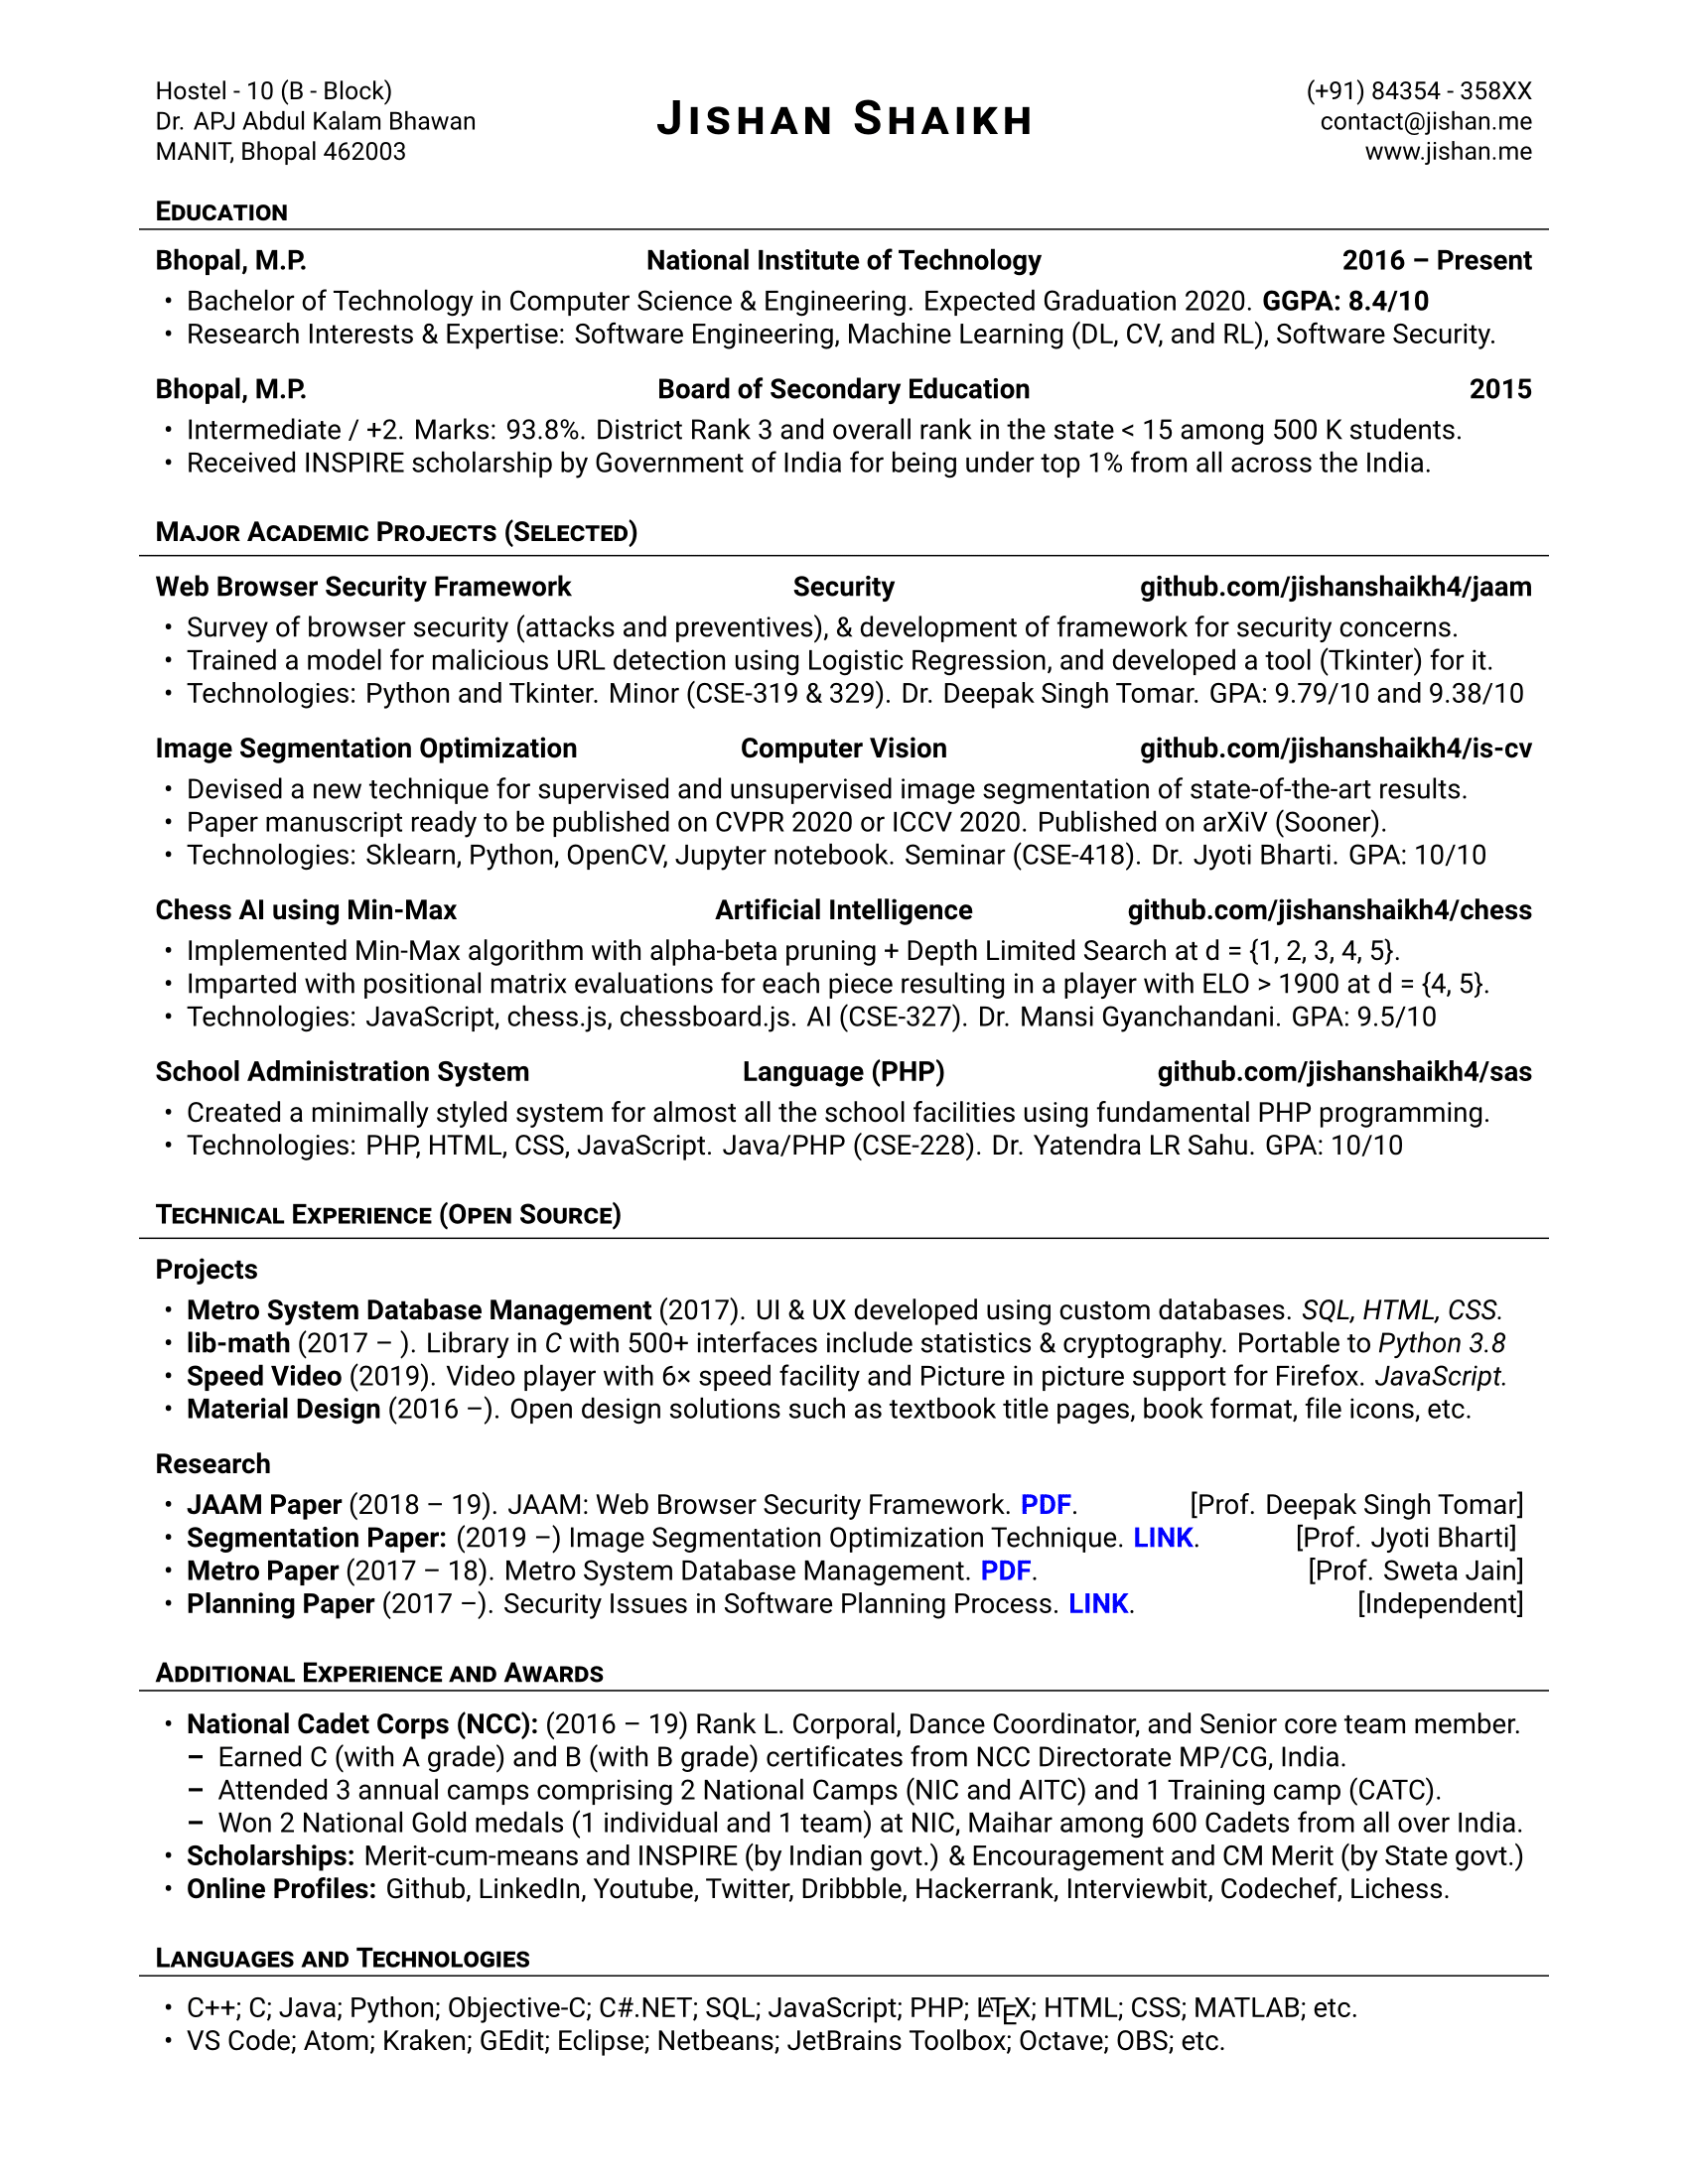 Hostel - 10 (B - Block)
Dr. APJ Abdul Kalam Bhawan
MANIT, Bhopal 462003
JISHAN SHAIKH
(+91) 84354 - 358XX
contact@jishan.me
www.jishan.me
EDUCATION
Bhopal, M.P. National Institute of Technology 2016 – Present
• Bachelor of Technology in Computer Science & Engineering. Expected Graduation 2020. GGPA: 8.4/10
• Research Interests & Expertise: Software Engineering, Machine Learning (DL, CV, and RL), Software Security.
Bhopal, M.P. Board of Secondary Education 2015
• Intermediate / +2. Marks: 93.8%. District Rank 3 and overall rank in the state < 15 among 500 K students.
• Received INSPIRE scholarship by Government of India for being under top 1% from all across the India.
MAJOR ACADEMIC PROJECTS (SELECTED)
Web Browser Security Framework Security github.com/jishanshaikh4/jaam
• Survey of browser security (attacks and preventives), & development of framework for security concerns.
• Trained a model for malicious URL detection using Logistic Regression, and developed a tool (Tkinter) for it.
• Technologies: Python and Tkinter. Minor (CSE-319 & 329). Dr. Deepak Singh Tomar. GPA: 9.79/10 and 9.38/10
Image Segmentation Optimization Computer Vision github.com/jishanshaikh4/is-cv
• Devised a new technique for supervised and unsupervised image segmentation of state-of-the-art results.
• Paper manuscript ready to be published on CVPR 2020 or ICCV 2020. Published on arXiV (Sooner).
• Technologies: Sklearn, Python, OpenCV, Jupyter notebook. Seminar (CSE-418). Dr. Jyoti Bharti. GPA: 10/10
Chess AI using Min-Max Artificial Intelligence github.com/jishanshaikh4/chess
• Implemented Min-Max algorithm with alpha-beta pruning + Depth Limited Search at d = {1, 2, 3, 4, 5}.
• Imparted with positional matrix evaluations for each piece resulting in a player with ELO > 1900 at d = {4, 5}.
• Technologies: JavaScript, chess.js, chessboard.js. AI (CSE-327). Dr. Mansi Gyanchandani. GPA: 9.5/10
School Administration System Language (PHP) github.com/jishanshaikh4/sas
• Created a minimally styled system for almost all the school facilities using fundamental PHP programming.
• Technologies: PHP, HTML, CSS, JavaScript. Java/PHP (CSE-228). Dr. Yatendra LR Sahu. GPA: 10/10
TECHNICAL EXPERIENCE (OPEN SOURCE)
Projects
• Metro System Database Management (2017). UI & UX developed using custom databases. SQL, HTML, CSS.
• lib-math (2017 – ). Library in C with 500+ interfaces include statistics & cryptography. Portable to Python 3.8
• Speed Video (2019). Video player with 6× speed facility and Picture in picture support for Firefox. JavaScript.
• Material Design (2016 –). Open design solutions such as textbook title pages, book format, file icons, etc.
Research
• JAAM Paper (2018 – 19). JAAM: Web Browser Security Framework. PDF. [Prof. Deepak Singh Tomar]
• Segmentation Paper: (2019 –) Image Segmentation Optimization Technique. LINK. [Prof. Jyoti Bharti]
• Metro Paper (2017 – 18). Metro System Database Management. PDF. [Prof. Sweta Jain]
• Planning Paper (2017 –). Security Issues in Software Planning Process. LINK. [Independent]
ADDITIONAL EXPERIENCE AND AWARDS
• National Cadet Corps (NCC): (2016 – 19) Rank L. Corporal, Dance Coordinator, and Senior core team member.
– Earned C (with A grade) and B (with B grade) certificates from NCC Directorate MP/CG, India.
– Attended 3 annual camps comprising 2 National Camps (NIC and AITC) and 1 Training camp (CATC).
– Won 2 National Gold medals (1 individual and 1 team) at NIC, Maihar among 600 Cadets from all over India.
• Scholarships: Merit-cum-means and INSPIRE (by Indian govt.) & Encouragement and CM Merit (by State govt.)
• Online Profiles: Github, LinkedIn, Youtube, Twitter, Dribbble, Hackerrank, Interviewbit, Codechef, Lichess.
LANGUAGES AND TECHNOLOGIES
• C++; C; Java; Python; Objective-C; C#.NET; SQL; JavaScript; PHP; LATEX; HTML; CSS; MATLAB; etc.
• VS Code; Atom; Kraken; GEdit; Eclipse; Netbeans; JetBrains Toolbox; Octave; OBS; etc.